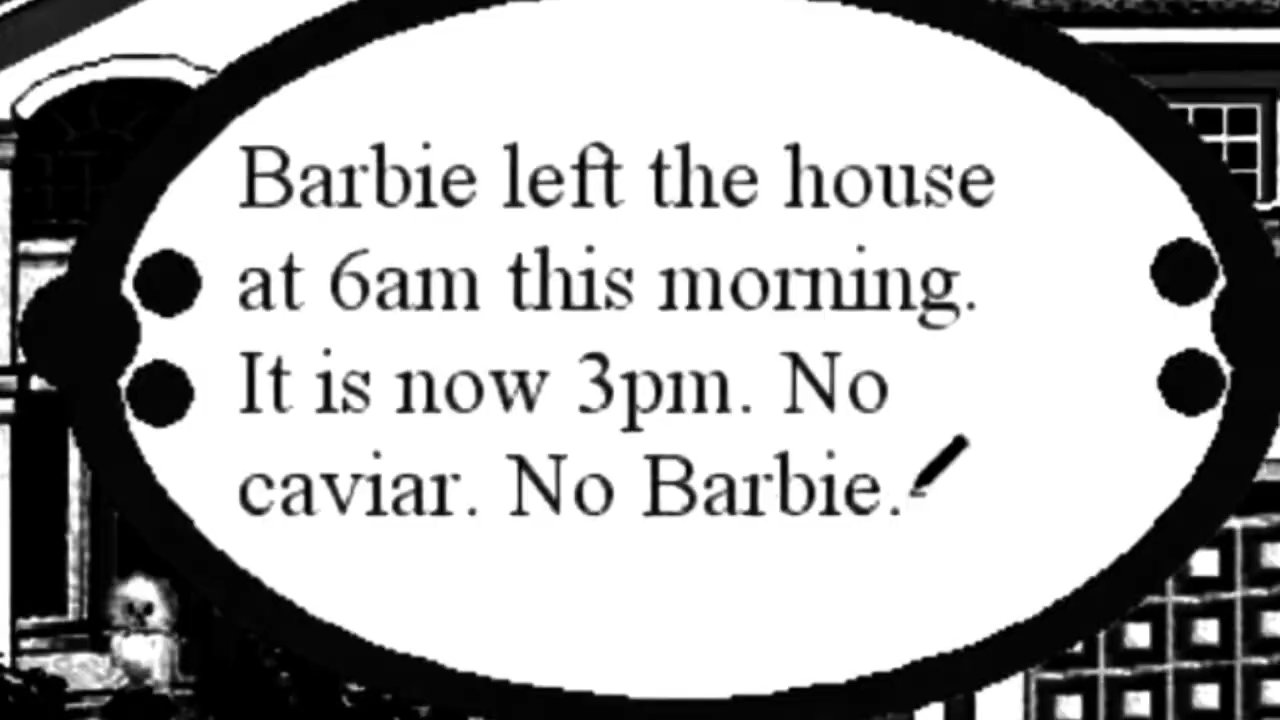 Barbie left the house
at 6am this morning.
It is now 3pm. No
caviar. No Barbie.